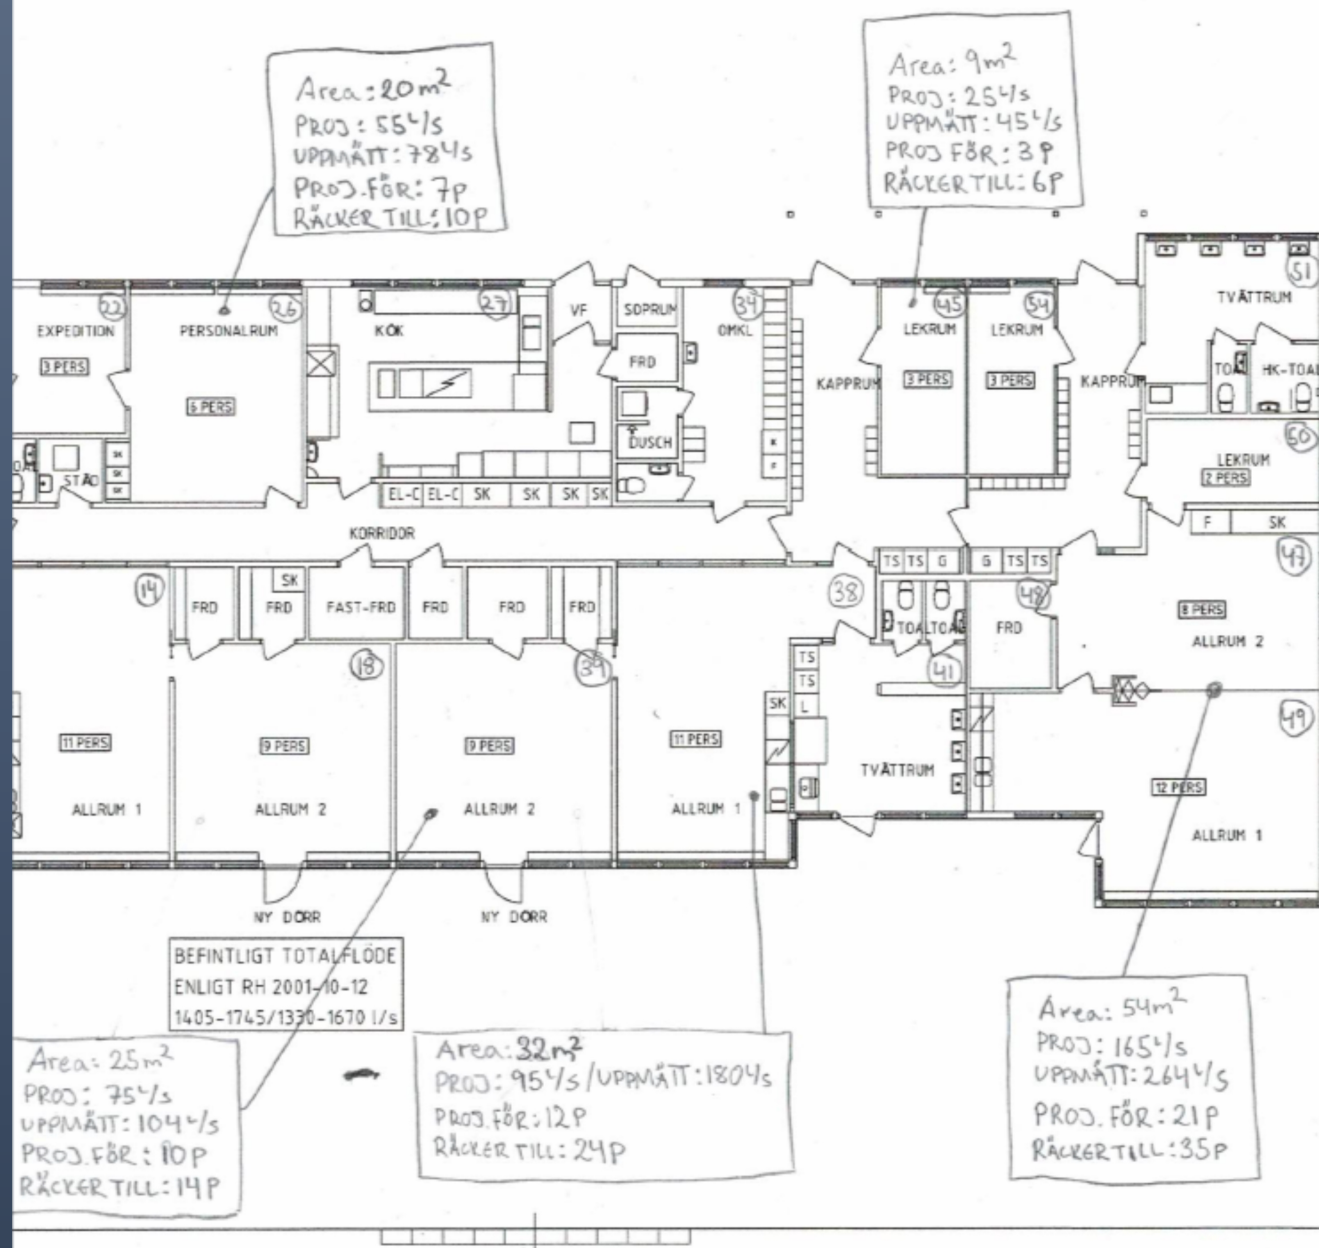 Area: 20 m²
PROJ: 55 l/s
UPPMÄTT: 78 l/s
PROJ.FÖR: 7p
RÄCKER TILL: 10P
Area: 9m²
PROJ: 25 l/s
UPPMÄTT: 45 l/s
PROJ FÖR: 3P
RÄCKER TILL: 6P
22
EXPEDITION
3 PERS
26
PERSONALRUM
6 PERS
27
KÖK
VF
SOPRUM
FRD
DUSCH
34
OMKL
K
F
KAPPRUM
45
LEKRUM
3 PERS
54
LEKRUM
3 PERS
KAPPRUM
51
TVÄTTRUM
TOA
HK-TOAL
50
LEKRUM
2 PERS
STÄD
SK
SK
SK
EL-C
EL-C
SK
SK
SK
SK
KORRIDOR
F
SK
TS
TS
G
G
TS
TS
14
FRD
SK
FRD
FAST-FRD
FRD
FRD
FRD
38
TOAL
TOAL
48
FRD
47
8 PERS
ALLRUM 2
18
39
41
TS
TS
L
SK
11 PERS
ALLRUM 1
9 PERS
ALLRUM 2
9 PERS
ALLRUM 2
11 PERS
ALLRUM 1
TVÄTTRUM
49
12 PERS
ALLRUM 1
NY DÖRR
NY DÖRR
BEFINTLIGT TOTALFLÖDE
ENLIGT RH 2001-10-12
1405-1745/1330-1670 l/s
Area: 25m²
PROJ: 75 l/s
UPPMÄTT: 104 l/s
PROJ.FÖR: 10p
RÄCKER TILL: 14P
Area: 32m²
PROJ: 95 l/s / UPPMÄTT: 180 l/s
PROJ.FÖR: 12P
RÄCKER TILL: 24P
Area: 54m²
PROJ: 165 l/s
UPPMÄTT: 264 l/s
PROJ.FÖR: 21P
RÄCKER TILL: 35P